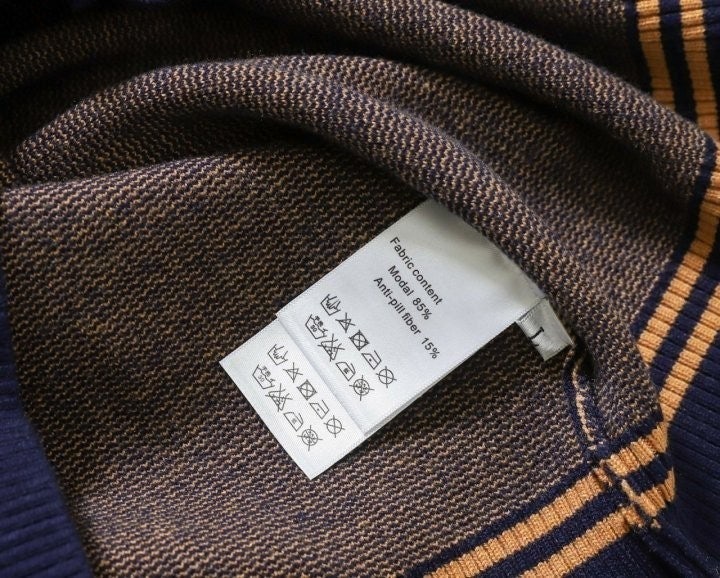 Fabric content
Modal 85%
Anti-pill fiber 15%
L